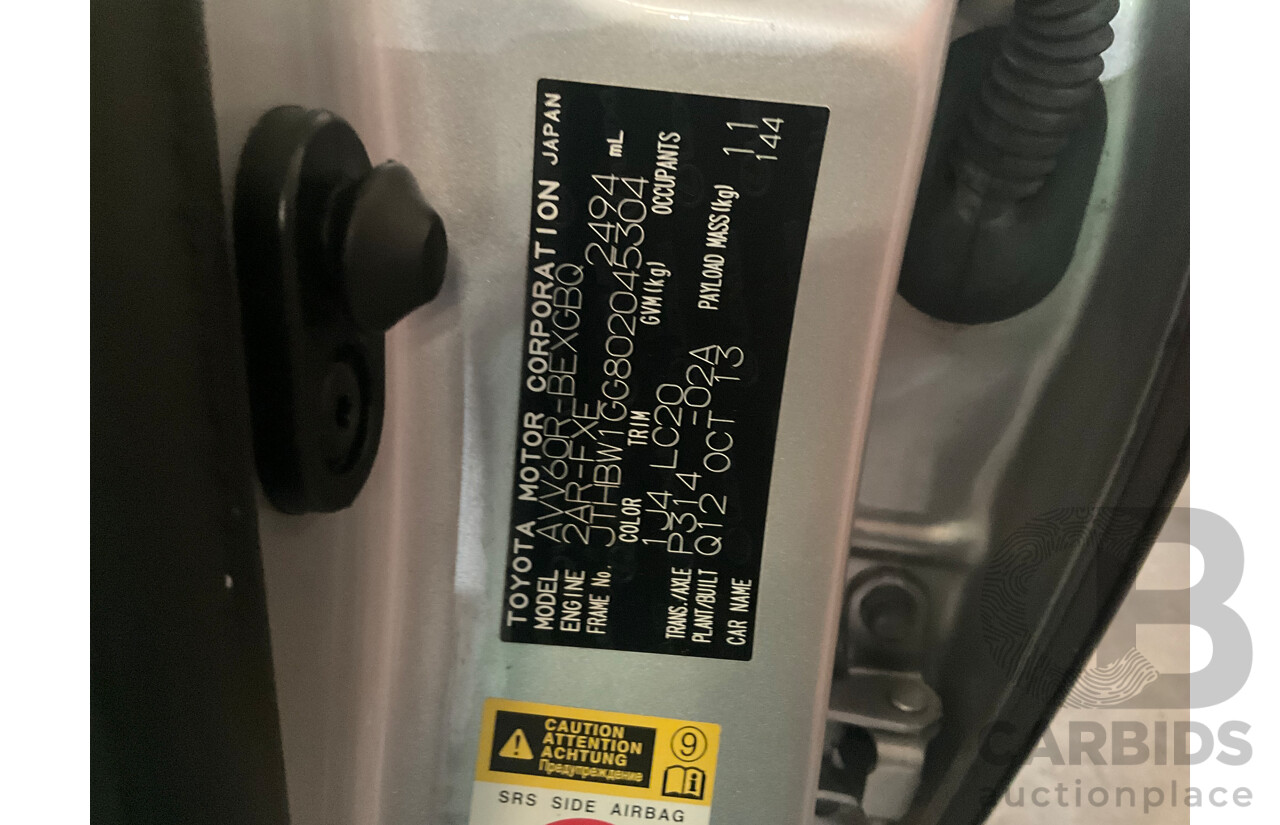 TOYOTA MOTOR CORPORATION JAPAN
MODEL AVV60R-BEXGBQ
ENGINE 2AR-FXE 2494 mL
FRAME No. JTHBW1GG802045304
COLOR TRIM GVM(kg) OCCUPANTS
1J4 LC20
TRANS./AXLE P314 -02A
PLANT/BUILT Q12 OCT 13 PAYLOAD MASS(kg) 11
CAR NAME 144
CAUTION
ATTENTION
ACHTUNG
Предупреждение
9
i
SRS SIDE AIRBAG
CB
CARBIDS
auctionplace